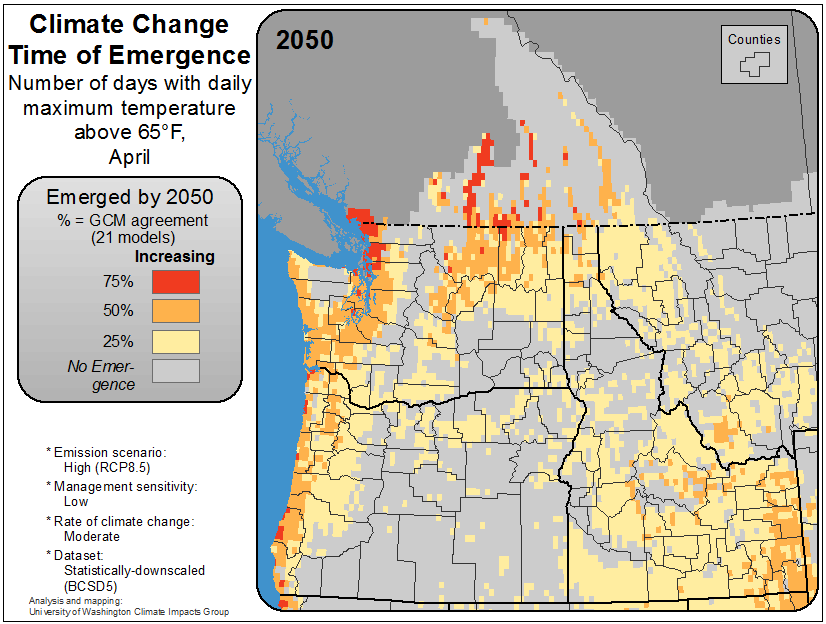 Climate Change
Time of Emergence
Number of days with daily
maximum temperature
above 65°F,
April
Emerged by 2050
% = GCM agreement
(21 models)
Increasing
75%
50%
25%
No Emer-
gence
* Emission scenario:
High (RCP8.5)
* Management sensitivity:
Low
* Rate of climate change:
Moderate
* Dataset:
Statistically-downscaled
(BCSD5)
Analysis and mapping:
University of Washington Climate Impacts Group
2050
Counties